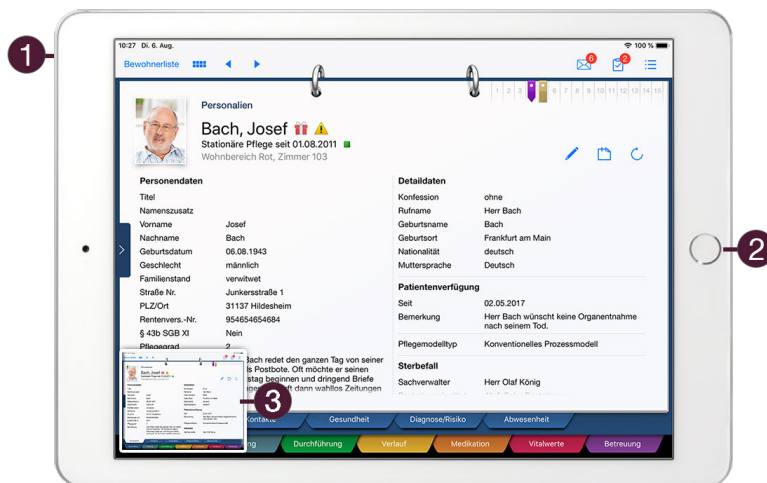 1
10:27 Di. 6. Aug.
100 %
Bewohnerliste
6
2
1 2 3 6 7 8 9 10 11 12 13 14 15
Personalien
Bach, Josef
Stationäre Pflege seit 01.08.2011
Wohnbereich Rot, Zimmer 103
Personendaten
Titel
Namenszusatz
Vorname Josef
Nachname Bach
Geburtsdatum 06.08.1943
Geschlecht männlich
Familienstand verwitwet
Straße Nr. Junkersstraße 1
PLZ/Ort 31137 Hildesheim
Rentenvers.-Nr. 954654654684
§ 43b SGB XI Nein
Pflegegrad 2
Bach redet den ganzen Tag von seiner
ls Postbote. Oft möchte er seinen
stag beginnen und dringend Briefe
dann wahllos Zeitungen
Detaildaten
Konfession ohne
Rufname Herr Bach
Geburtsname Bach
Geburtsort Frankfurt am Main
Nationalität deutsch
Muttersprache Deutsch
Patientenverfügung
Seit 02.05.2017
Bemerkung Herr Bach wünscht keine Organentnahme
nach seinem Tod.
Pflegemodelltyp Konventionelles Prozessmodell
Sterbefall
Sachverwalter Herr Olaf König
2
3
Kontakte Gesundheit Diagnose/Risiko Abwesenheit
ng Durchführung Verlauf Medikation Vitalwerte Betreuung